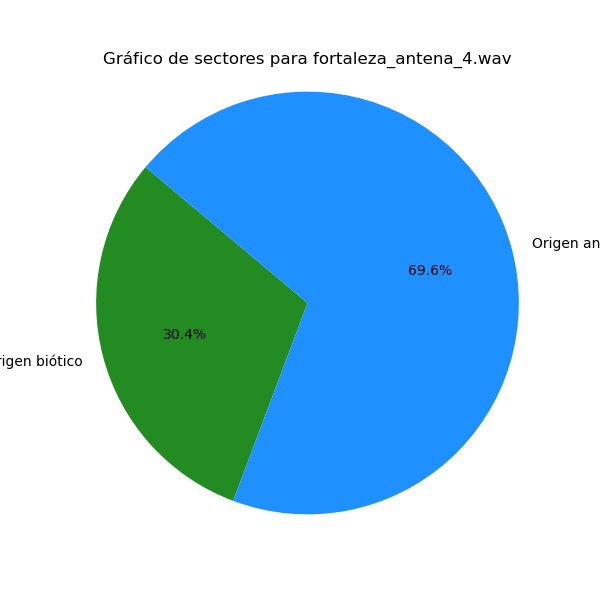 Gráfico de sectores para fortaleza_antena_4.wav
Origen an
69.6%
30.4%
rigen biótico